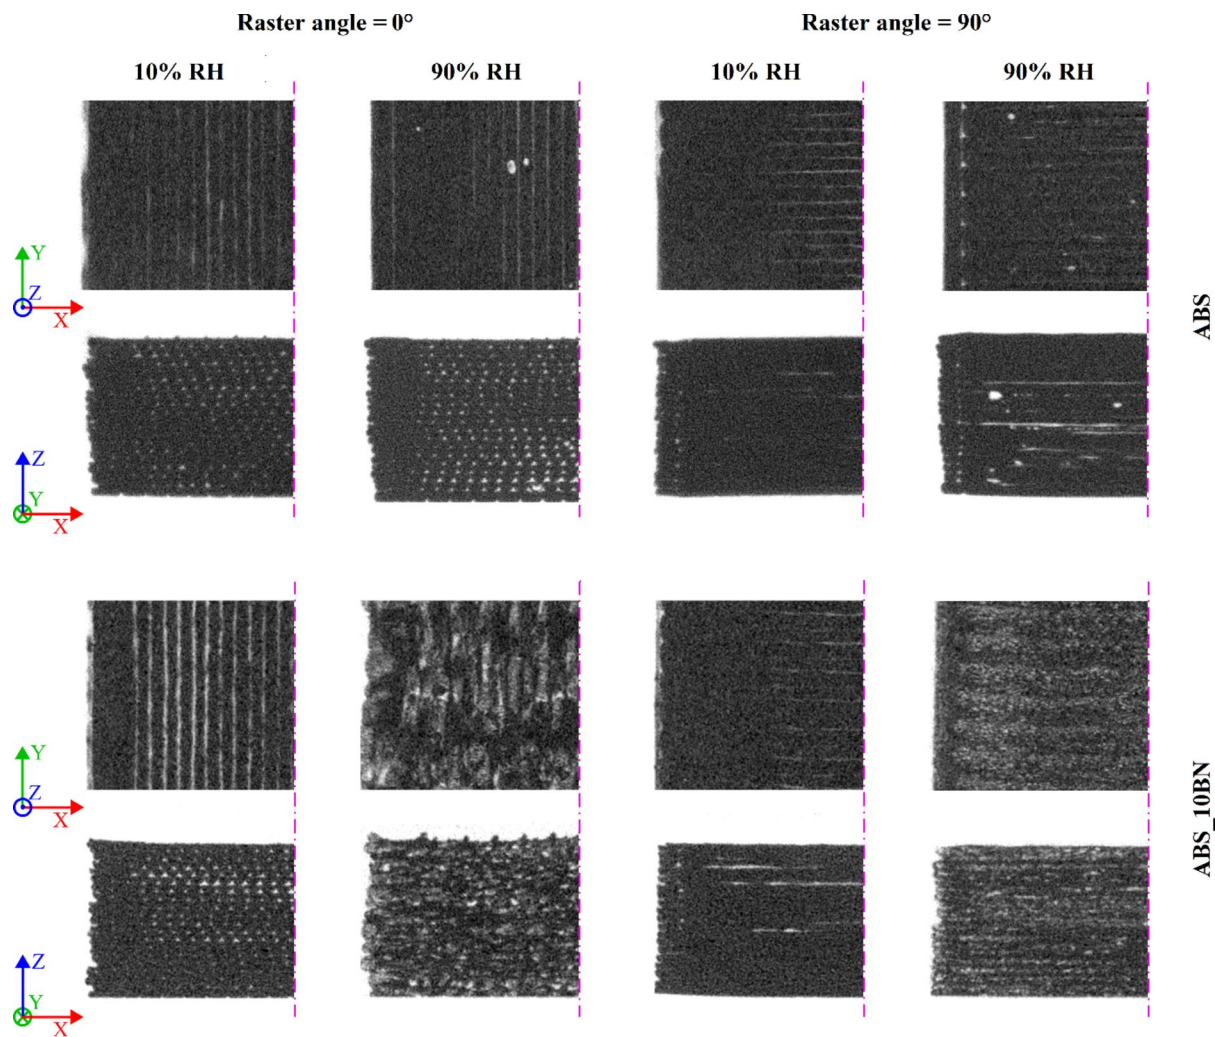 Raster angle = 0°
Raster angle = 90°
10% RH
90% RH
10% RH
90% RH
Y
Z
X
ABS
Z
Y
X
Y
Z
X
ABS_10BN
Z
Y
X